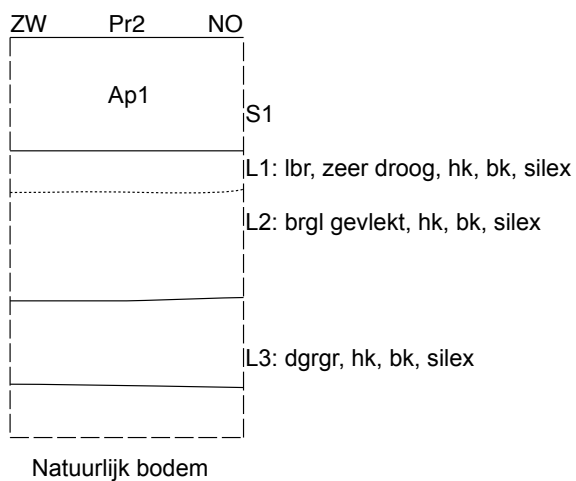 ZW Pr2 NO
Ap1
S1
L1: lbr, zeer droog, hk, bk, silex
L2: brgl gevlekt, hk, bk, silex
L3: dgrgr, hk, bk, silex
Natuurlijk bodem